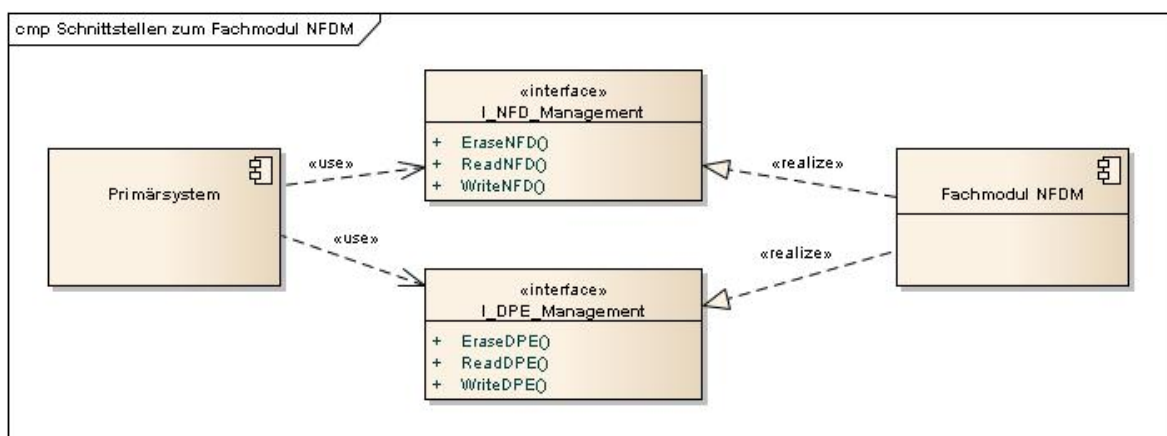 cmp Schnittstellen zum Fachmodul NFDM
«interface»
I_NFD_Management
+ EraseNFD()
+ ReadNFD()
+ WriteNFD()
«use»
«realize»
Primärsystem
Fachmodul NFDM
«use»
«realize»
«interface»
I_DPE_Management
+ EraseDPE()
+ ReadDPE()
+ WriteDPE()